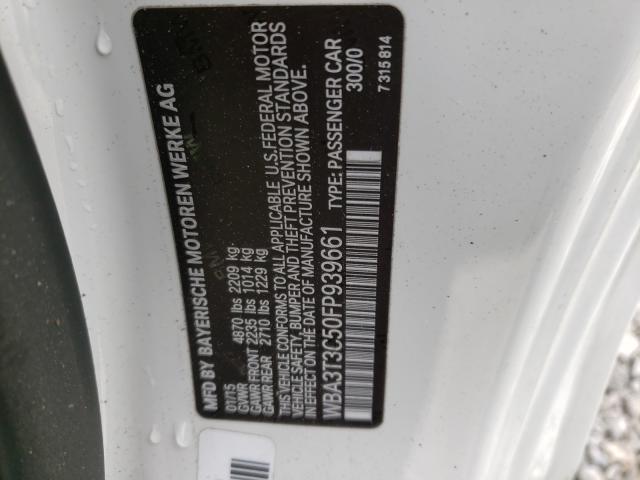 MFD BY BAYERISCHE MOTOREN WERKE AG
01/15
GVWR 4870 lbs 2209 kg
GAWR FRONT 2235 lbs 1014 kg
GAWR REAR 2710 lbs 1229 kg
THIS VEHICLE CONFORMS TO ALL APPLICABLE U.S. FEDERAL MOTOR
VEHICLE SAFETY, BUMPER AND THEFT PREVENTION STANDARDS
IN EFFECT ON THE DATE OF MANUFACTURE SHOWN ABOVE.
WBA3T3C50FP939661 TYPE: PASSENGER CAR
300/0
7 315 814